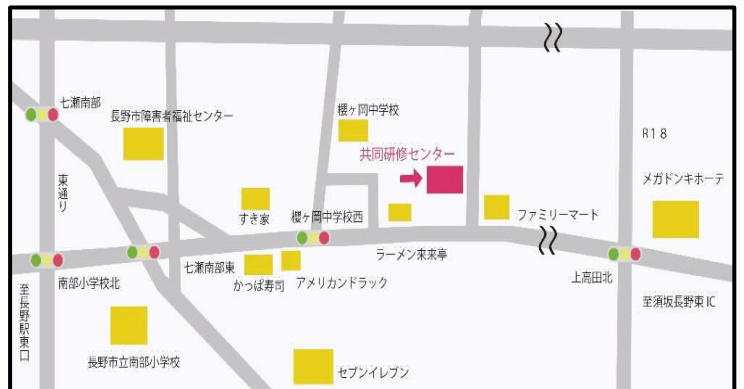 七瀬南部
長野市障害者福祉センター
櫻ヶ岡中学校
共同研修センター
R18
メガドンキホーテ
東通り
すき家
櫻ヶ岡中学校西
ファミリーマート
ラーメン来来亭
七瀬南部東
南部小学校北
かっぱ寿司
アメリカンドラック
上高田北
至須坂長野東IC
至長野駅東口
長野市立南部小学校
セブンイレブン